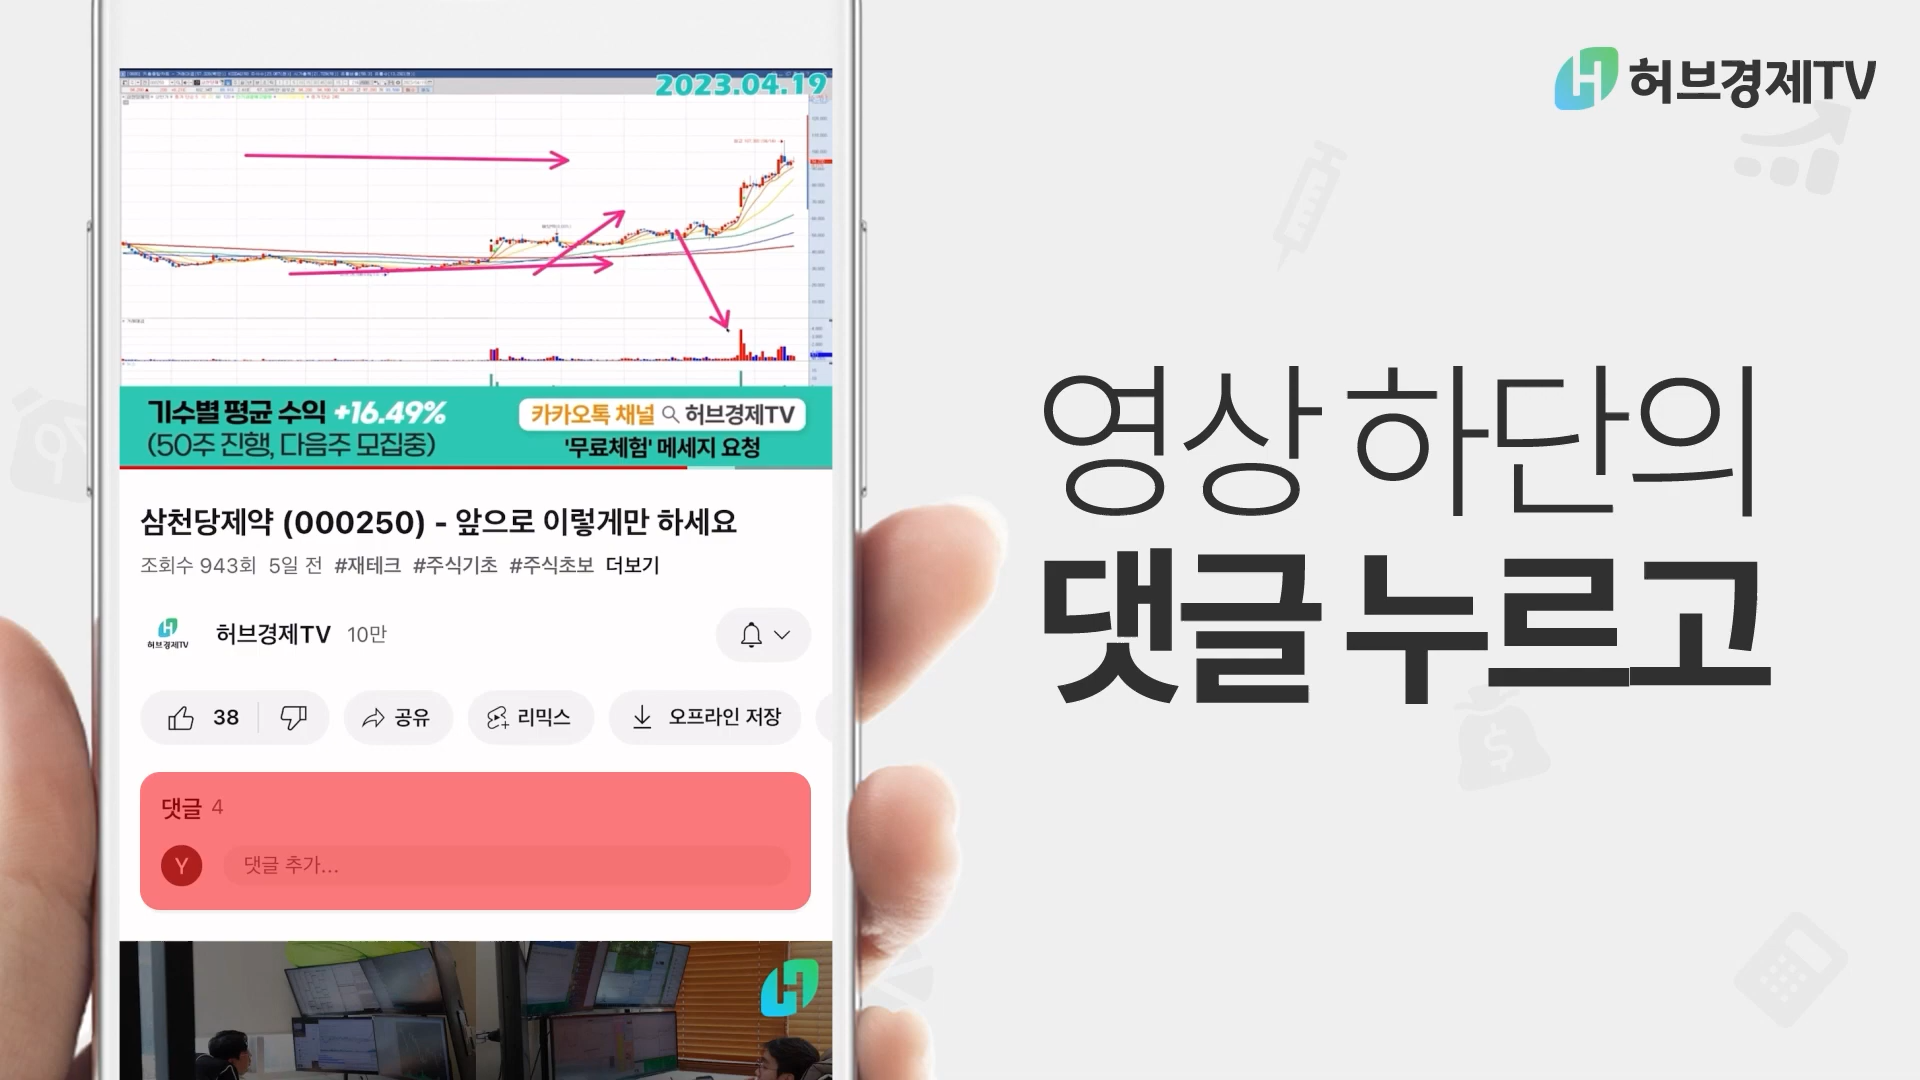 허브경제TV
2023.04.19
기수별 평균 수익 +16.49%
(50주 진행, 다음주 모집중)
카카오톡 채널 허브경제TV
'무료체험' 메세지 요청
삼천당제약 (000250) - 앞으로 이렇게만 하세요
조회수 943회 5일 전 #재테크 #주식기초 #주식초보 더보기
허브경제TV
허브경제TV 10만
38 공유 리믹스 오프라인 저장
댓글 4
Y 댓글 추가...
영상 하단의
댓글 누르고